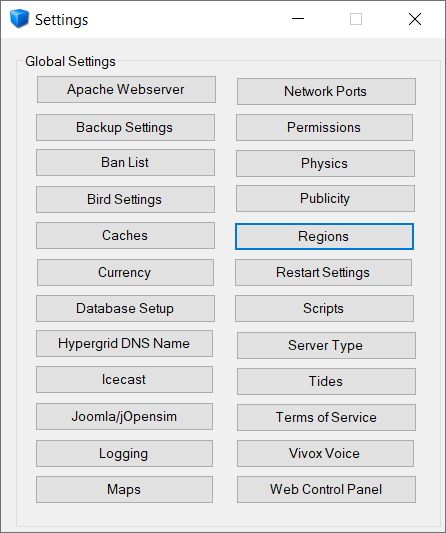 Settings
Global Settings
Apache Webserver
Network Ports
Backup Settings
Permissions
Ban List
Physics
Bird Settings
Publicity
Caches
Regions
Currency
Restart Settings
Database Setup
Scripts
Hypergrid DNS Name
Server Type
Icecast
Tides
Joomla/jOpensim
Terms of Service
Logging
Vivox Voice
Maps
Web Control Panel